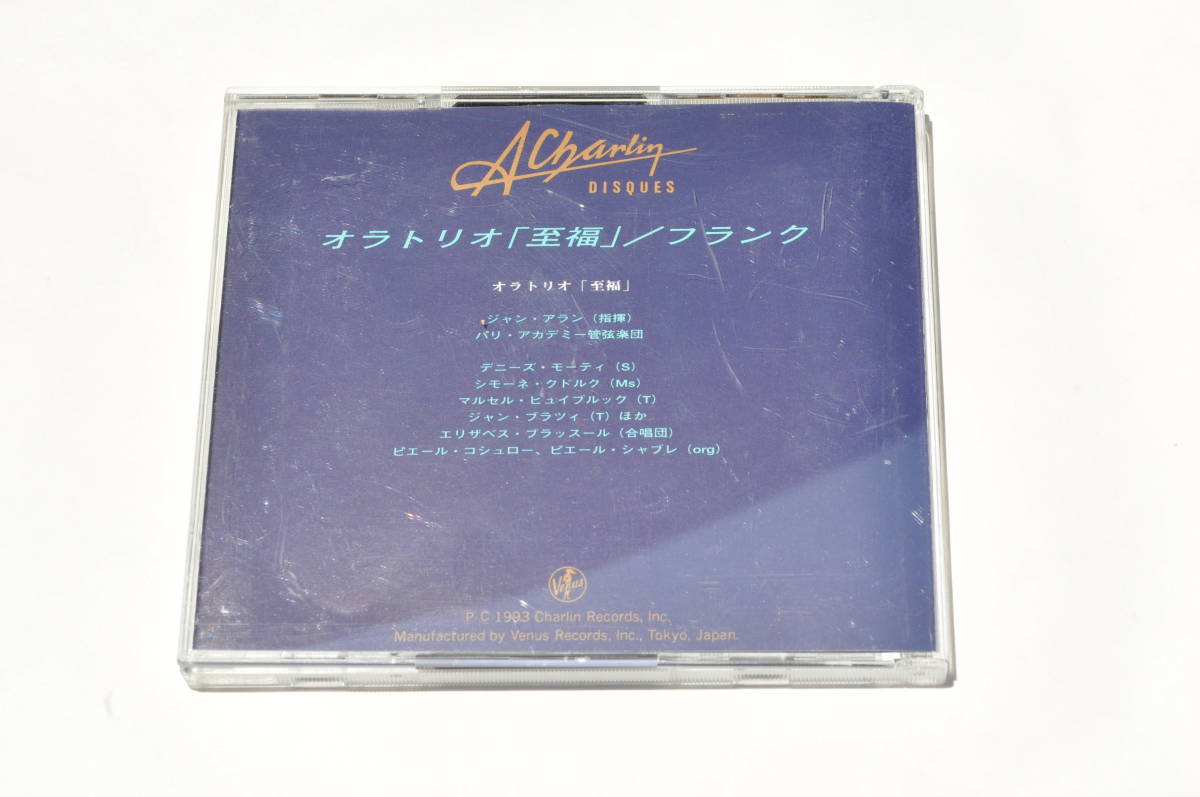 ACharlin
DISQUES
オラトリオ「至福」／フランク
オラトリオ「至福」
ジャン・アラン（指揮）
パリ・アカデミー管弦楽団
デニーズ・モーティ（S）
シモーネ・クドルク（Ms）
マルセル・ヒュイブルック（T）
ジャン・ブラツィ（T）ほか
エリザベス・ブラッスール（合唱団）
ピエール・コシュロー、ピエール・シャブレ（org）
Venus
P C 1993 Charlin Records, Inc.
Manufactured by Venus Records, Inc., Tokyo, Japan.